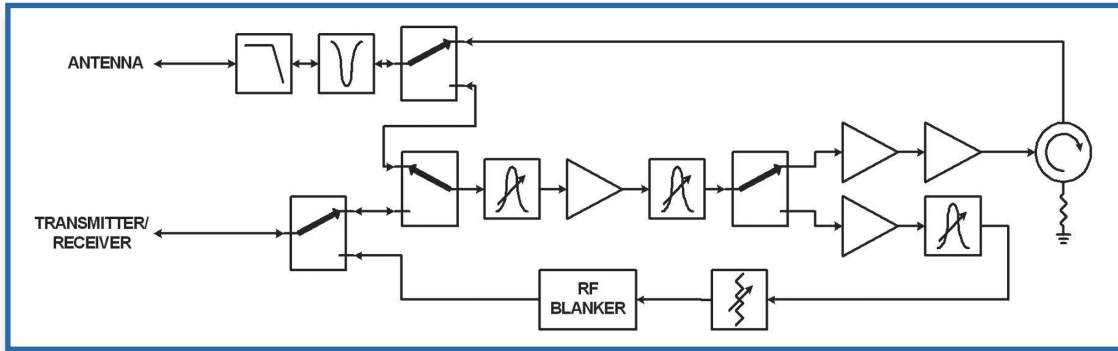 ANTENNA
TRANSMITTER/
RECEIVER
RF
BLANKER